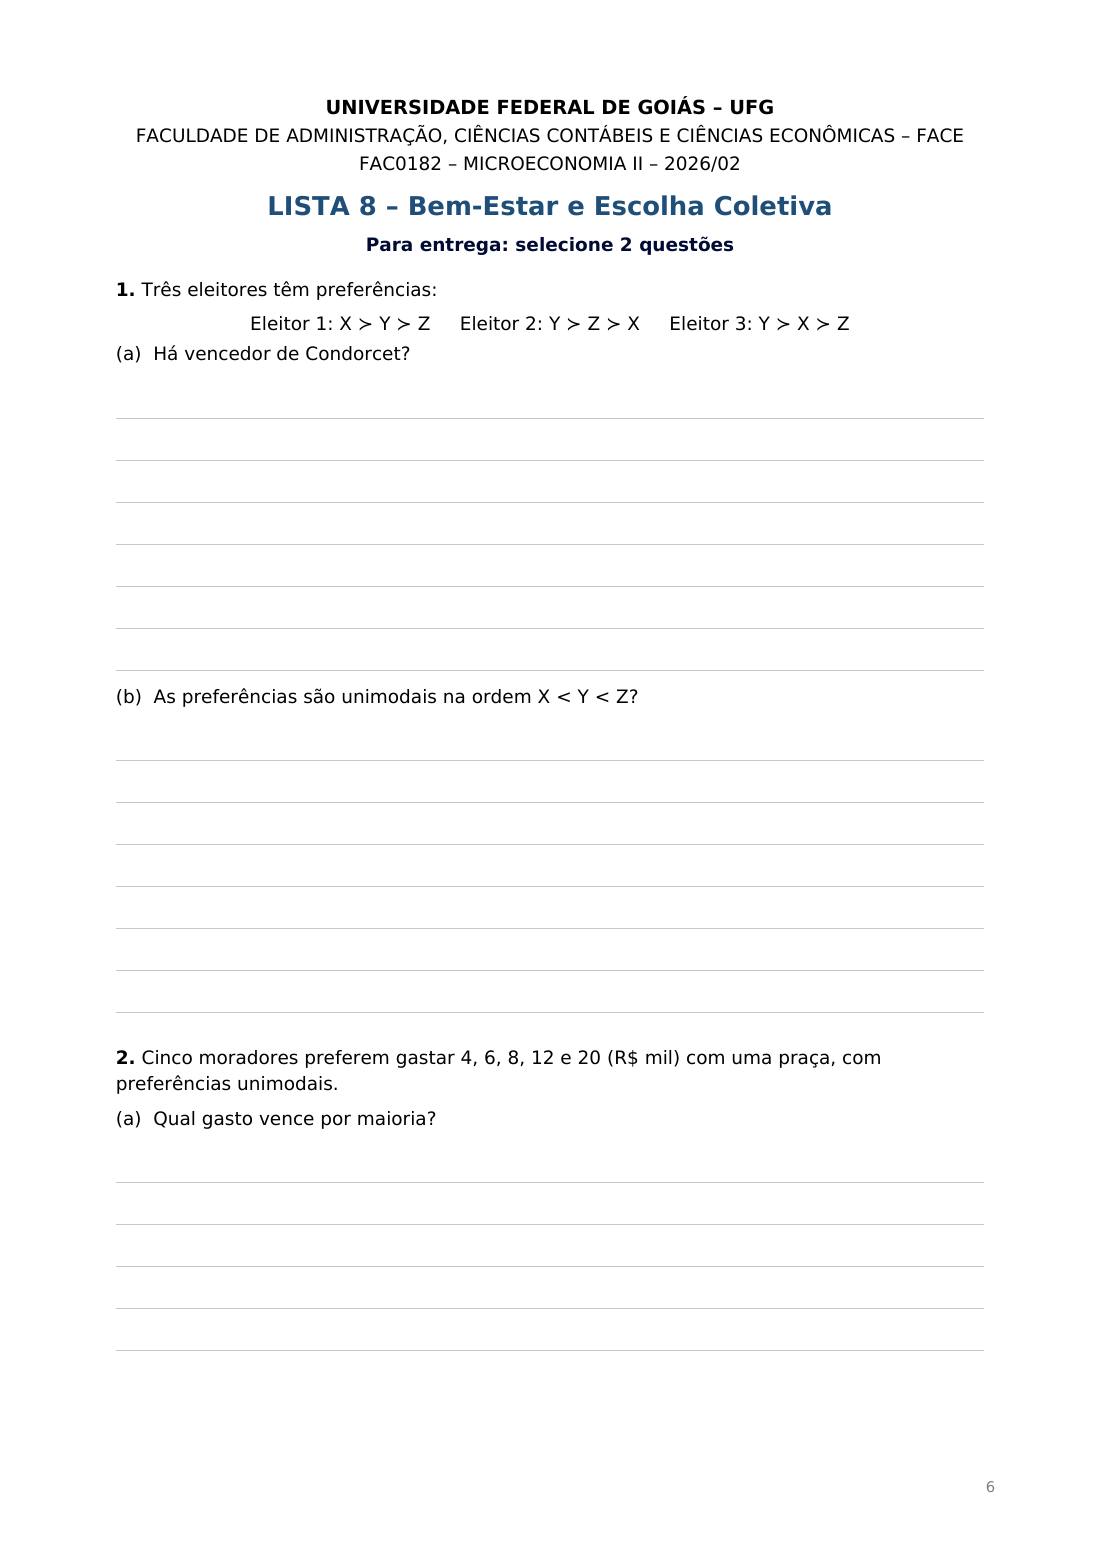 UNIVERSIDADE FEDERAL DE GOIÁS – UFG
FACULDADE DE ADMINISTRAÇÃO, CIÊNCIAS CONTÁBEIS E CIÊNCIAS ECONÔMICAS – FACE
FAC0182 – MICROECONOMIA II – 2026/02
LISTA 8 – Bem-Estar e Escolha Coletiva
Para entrega: selecione 2 questões
1. Três eleitores têm preferências:
Eleitor 1: X ≻ Y ≻ Z Eleitor 2: Y ≻ Z ≻ X Eleitor 3: Y ≻ X ≻ Z
(a) Há vencedor de Condorcet?
(b) As preferências são unimodais na ordem X < Y < Z?
2. Cinco moradores preferem gastar 4, 6, 8, 12 e 20 (R$ mil) com uma praça, com
preferências unimodais.
(a) Qual gasto vence por maioria?
6